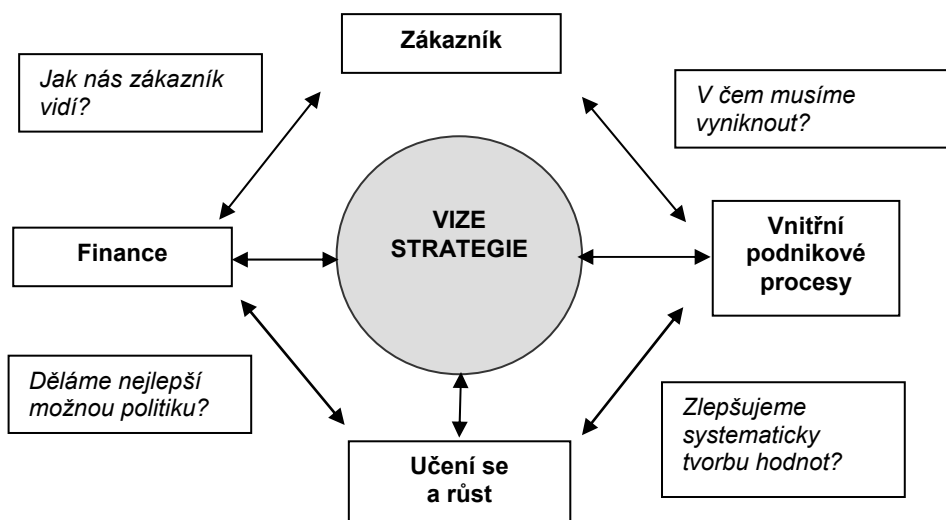 Zákazník
Jak nás zákazník
vidí?
V čem musíme
vyniknout?
VIZE
STRATEGIE
Finance
Vnitřní
podnikové
procesy
Děláme nejlepší
možnou politiku?
Zlepšujeme
systematicky
tvorbu hodnot?
Učení se
a růst